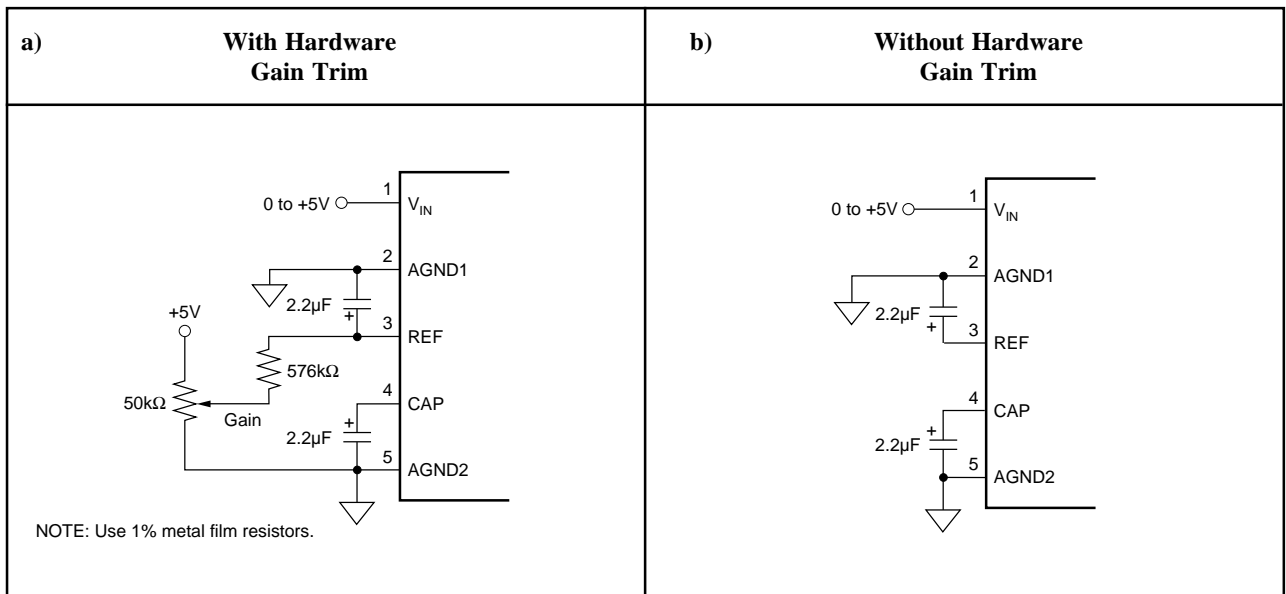 a)
With Hardware
Gain Trim
b)
Without Hardware
Gain Trim
0 to +5V
1
VIN
2
AGND1
2.2µF
+
+5V
3
REF
576kΩ
50kΩ
Gain
4
CAP
+
2.2µF
5
AGND2
NOTE: Use 1% metal film resistors.
0 to +5V
1
VIN
2
AGND1
2.2µF
+
3
REF
4
CAP
+
2.2µF
5
AGND2